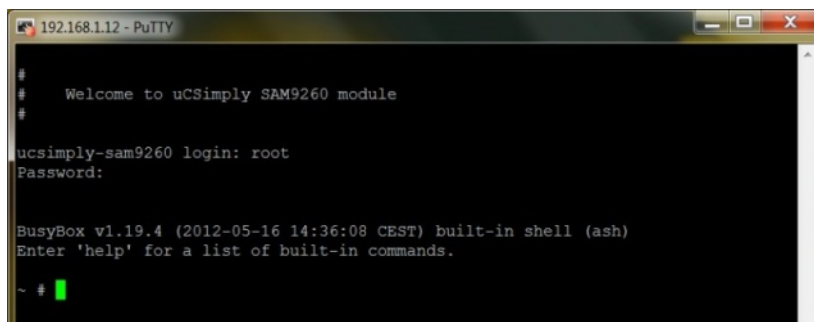 192.168.1.12 - PuTTY
#
#    Welcome to uCSimply SAM9260 module
#
ucsimply-sam9260 login: root
Password:
BusyBox v1.19.4 (2012-05-16 14:36:08 CEST) built-in shell (ash)
Enter 'help' for a list of built-in commands.
~ #